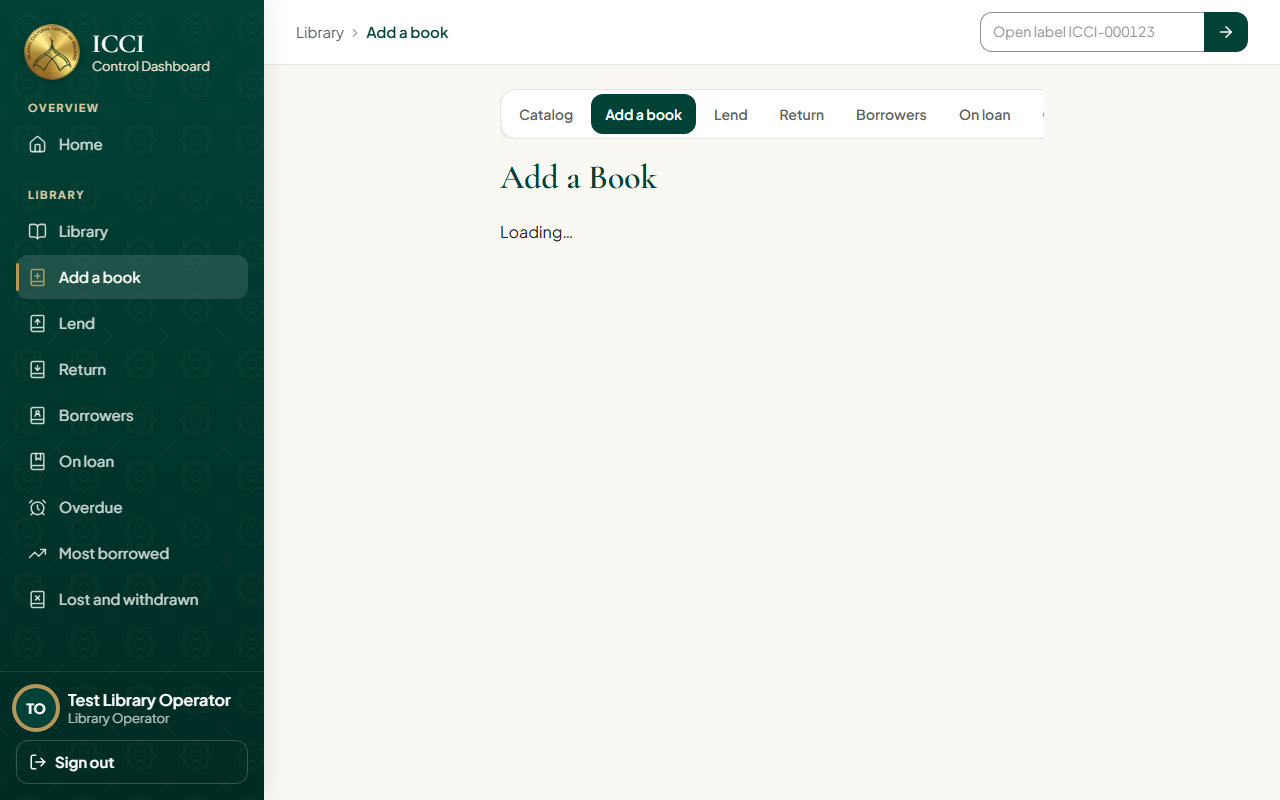 ICCI
Control Dashboard
OVERVIEW
Home
LIBRARY
Library
Add a book
Lend
Return
Borrowers
On loan
Overdue
Most borrowed
Lost and withdrawn
TO
Test Library Operator
Library Operator
Sign out
Library > Add a book
Open label ICCI-000123
Catalog Add a book Lend Return Borrowers On loan
Add a Book
Loading...